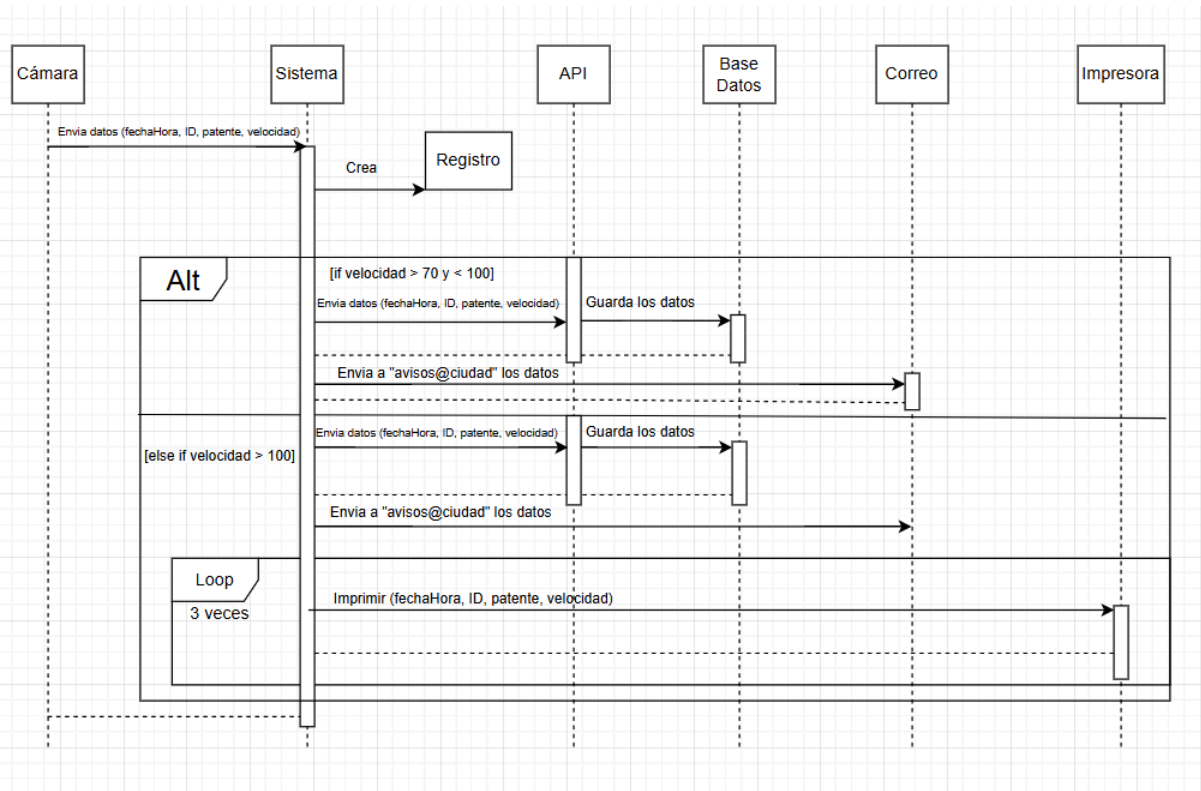 Cámara
Sistema
API
Base
Datos
Correo
Impresora
Envia datos (fechaHora, ID, patente, velocidad)
Crea
Registro
Alt
[if velocidad > 70 y < 100]
Envia datos (fechaHora, ID, patente, velocidad)
Guarda los datos
Envia a "avisos@ciudad" los datos
Envia datos (fechaHora, ID, patente, velocidad)
Guarda los datos
[else if velocidad > 100]
Envia a "avisos@ciudad" los datos
Loop
3 veces
Imprimir (fechaHora, ID, patente, velocidad)